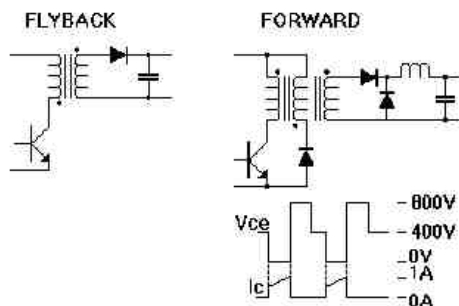 FLYBACK
FORWARD
800V
Vce
400V
0V
1A
Ic
0A